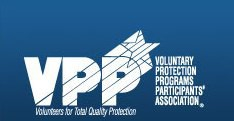 VPP
VOLUNTARY
PROTECTION
PROGRAMS
PARTICIPANTS'
ASSOCIATION®
Volunteers for Total Quality Protection